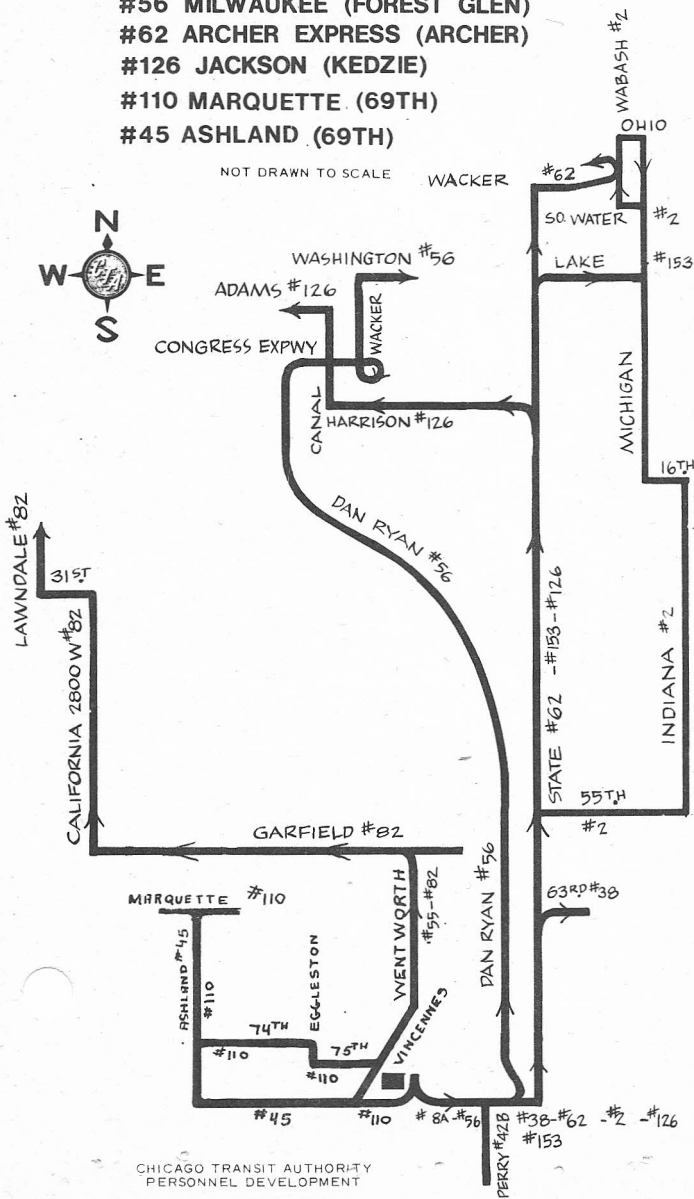 #56 MILWAUKEE (FOREST GLEN)
#62 ARCHER EXPRESS (ARCHER)
#126 JACKSON (KEDZIE)
#110 MARQUETTE (69TH)
#45 ASHLAND (69TH)
NOT DRAWN TO SCALE
WABASH #2
OHIO
WACKER
#62
SO. WATER
#2
N
W
E
S
WASHINGTON #56
LAKE
#153
ADAMS #126
WACKER
CONGRESS EXPWY
MICHIGAN
CANAL
HARRISON #126
16TH
DAN RYAN #56
LAWNDALE #82
31ST
CALIFORNIA 2800 W #82
STATE #62 -#153-#126
INDIANA #2
55TH
#2
GARFIELD #82
MARQUETTE #110
WENTWORTH
#55-#82
DAN RYAN #56
63RD #38
ASHLAND #45
#110
EGGLESTON
74TH
#110
75TH
#110
VINCENNES
#45
#110
#8A-#56
PERRY #42B
#38-#62 -#2 -#126
#153
CHICAGO TRANSIT AUTHORITY
PERSONNEL DEVELOPMENT